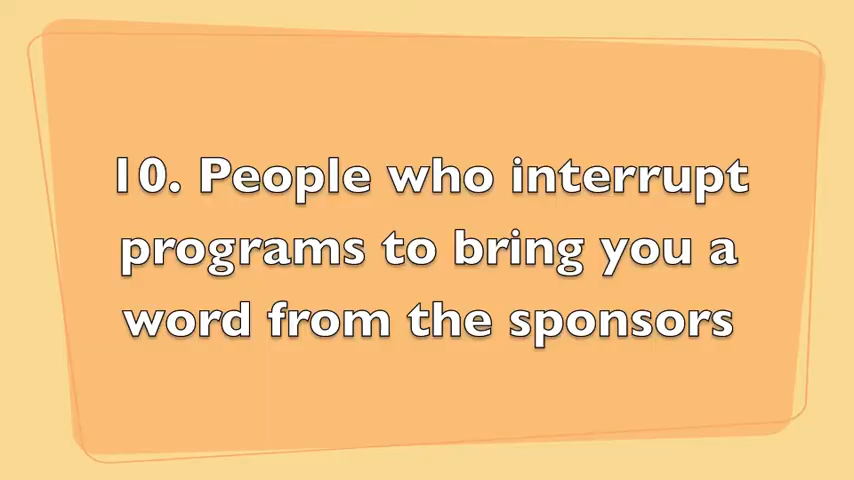 10. People who interrupt
programs to bring you a
word from the sponsors